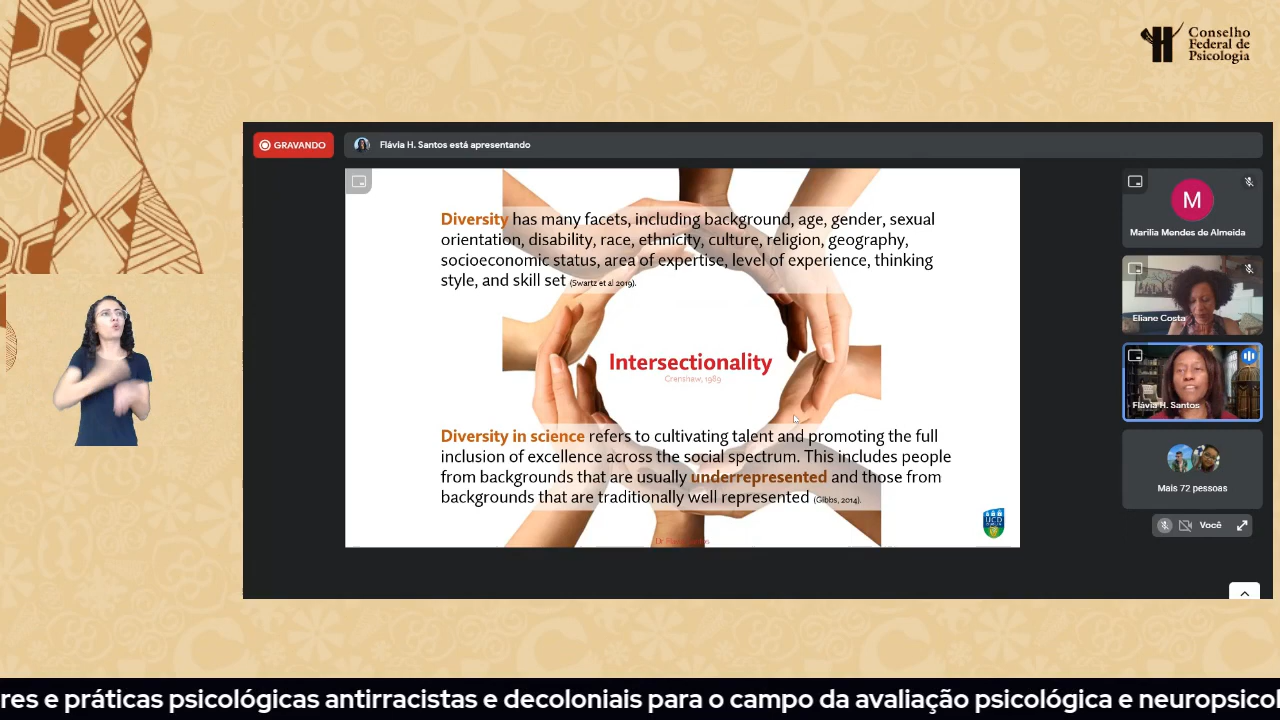 Conselho
Federal de
Psicologia
GRAVANDO
Flávia H. Santos está apresentando
Diversity has many facets, including background, age, gender, sexual
orientation, disability, race, ethnicity, culture, religion, geography,
socioeconomic status, area of expertise, level of experience, thinking
style, and skill set (Swartz et al 2019).
Intersectionality
Crenshaw, 1989
Diversity in science refers to cultivating talent and promoting the full
inclusion of excellence across the social spectrum. This includes people
from backgrounds that are usually underrepresented and those from
backgrounds that are traditionally well represented (Gibbs, 2014).
UCD
M
Marilia Mendes de Almeida
Eliane Costa
Flávia H. Santos
Mais 72 pessoas
Você
res e práticas psicológicas antirracistas e decoloniais para o campo da avaliação psicológica e neuropsicol